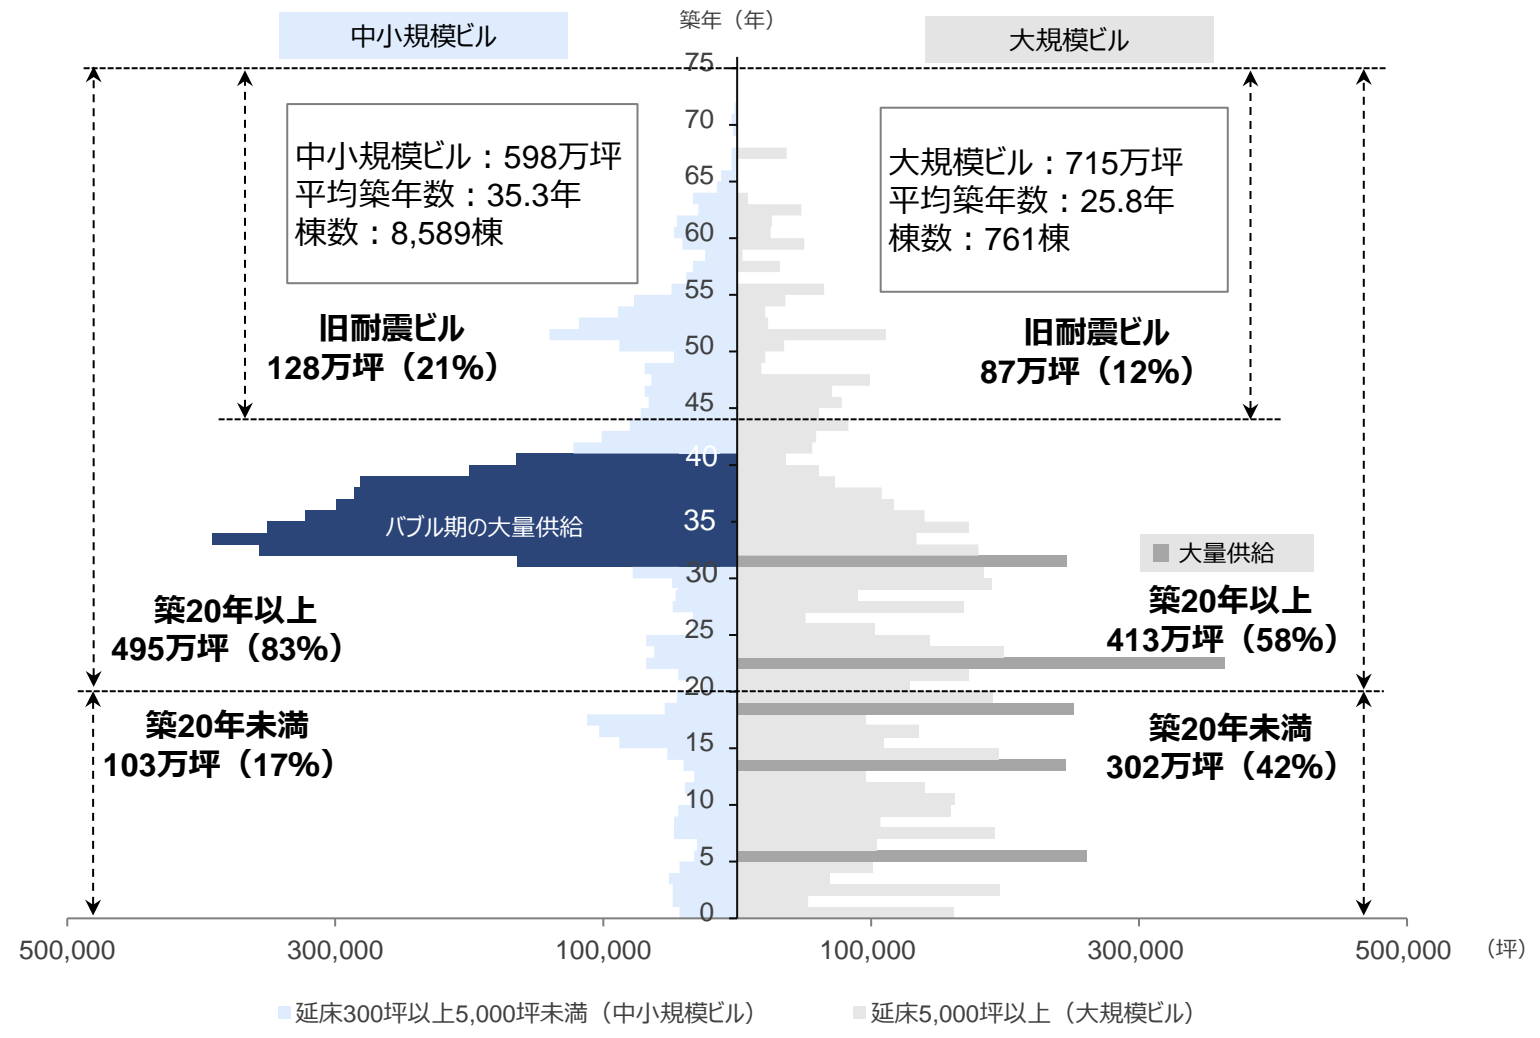 築年（年）
中小規模ビル
大規模ビル
75
70
65
60
55
50
45
40
35
30
25
20
15
10
5
0
中小規模ビル：598万坪
平均築年数：35.3年
棟数：8,589棟
大規模ビル：715万坪
平均築年数：25.8年
棟数：761棟
旧耐震ビル
128万坪（21%）
旧耐震ビル
87万坪（12%）
バブル期の大量供給
大量供給
築20年以上
495万坪（83%）
築20年以上
413万坪（58%）
築20年未満
103万坪（17%）
築20年未満
302万坪（42%）
500,000
300,000
100,000
100,000
300,000
500,000
（坪）
延床300坪以上5,000坪未満（中小規模ビル）
延床5,000坪以上（大規模ビル）